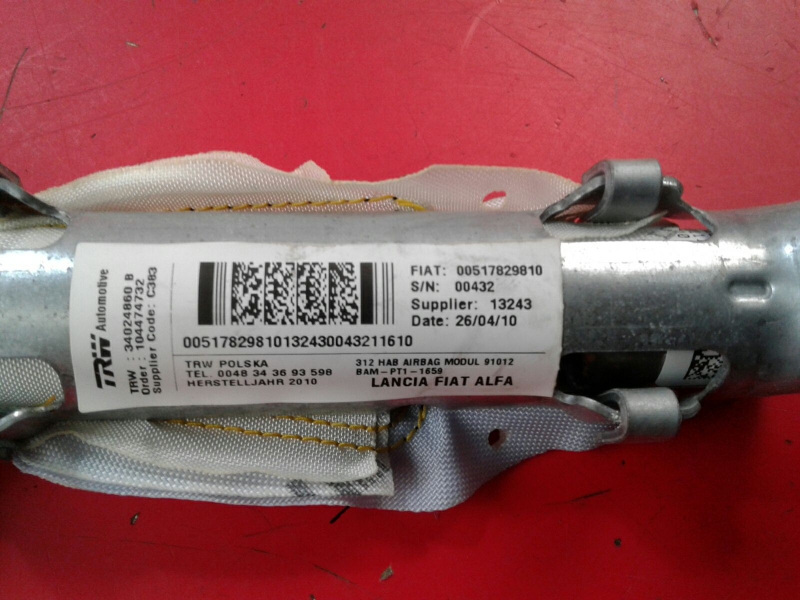 TRW Automotive
TRW : 34024860 B
Order : 104474732
Supplier Code: C383
FIAT: 00517829810
S/N: 00432
Supplier: 13243
Date: 26/04/10
00517829810132430043211610
TRW POLSKA
TEL. 0048 34 36 93 598
HERSTELLJAHR 2010
312 HAB AIRBAG MODUL 91012
BAM-PT1-1659
LANCIA FIAT ALFA